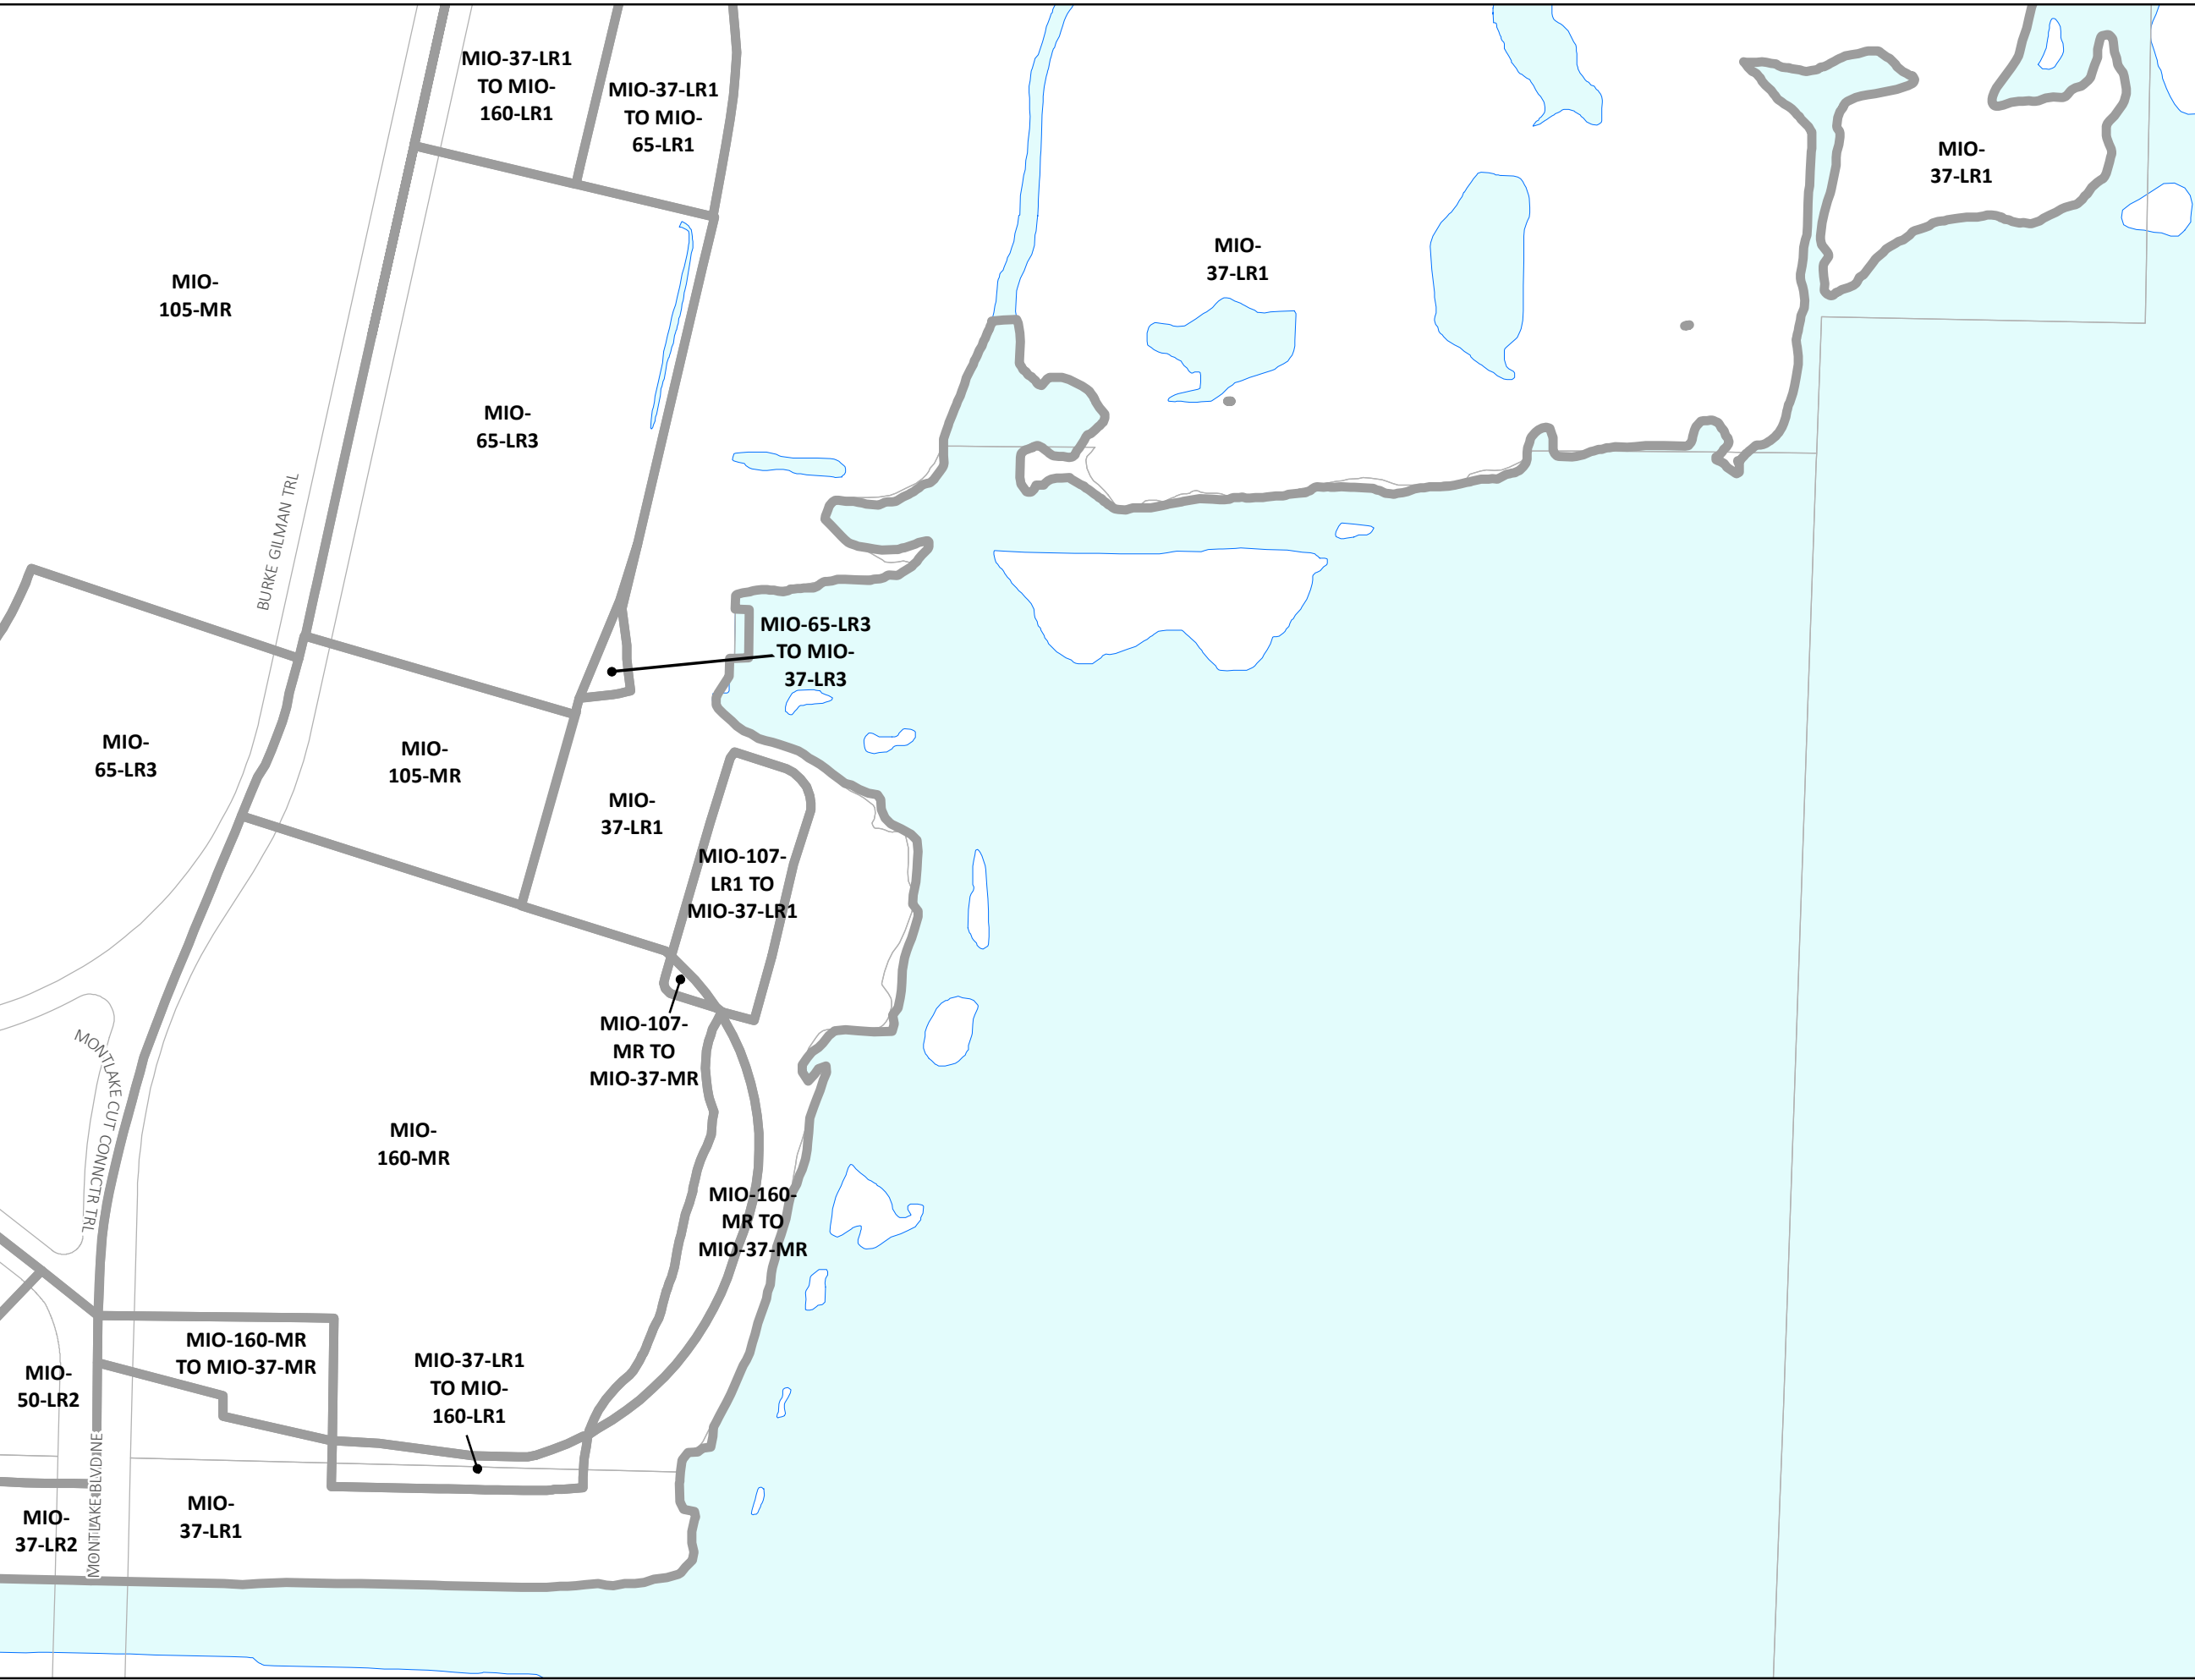 MIO-37-LR1
TO MIO-
160-LR1
MIO-37-LR1
TO MIO-
65-LR1
MIO-
37-LR1
MIO-
37-LR1
MIO-
105-MR
MIO-
65-LR3
BURKE GILMAN TRL
MIO-65-LR3
TO MIO-
37-LR3
MIO-
65-LR3
MIO-
105-MR
MIO-
37-LR1
MIO-107-
LR1 TO
MIO-37-LR1
MIO-107-
MR TO
MIO-37-MR
MONTLAKE CUT CONNCTR TRL
MIO-
160-MR
MIO-160-
MR TO
MIO-37-MR
MIO-160-MR
TO MIO-37-MR
MIO-37-LR1
TO MIO-
160-LR1
MIO-
50-LR2
MONTLAKE BLVD NE
MIO-
37-LR2
MIO-
37-LR1